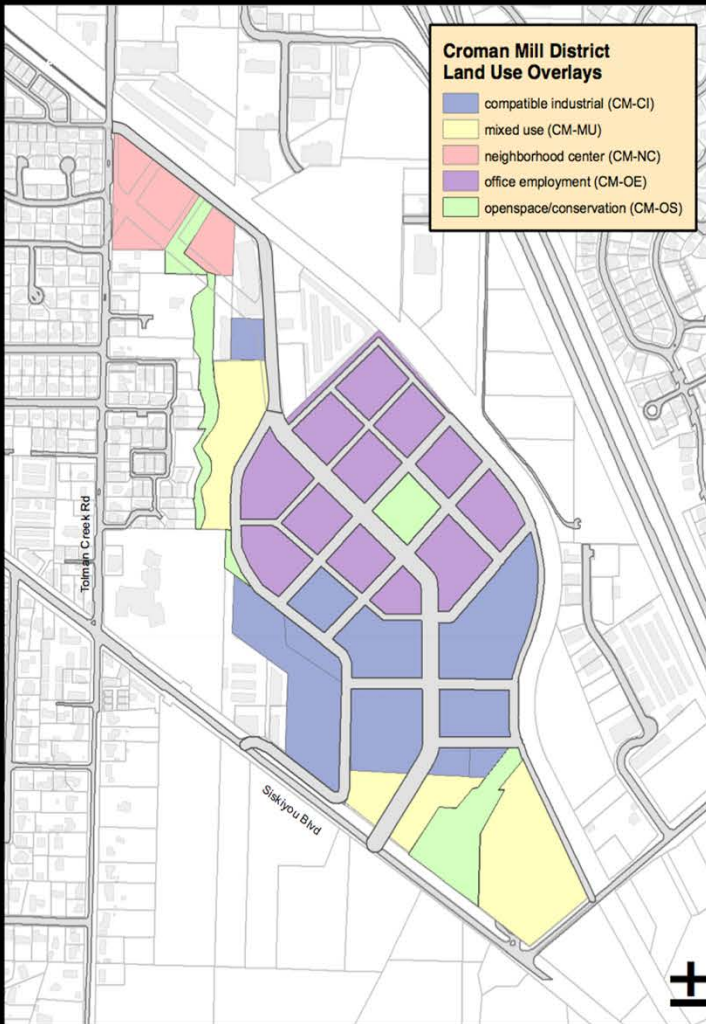 Croman Mill District
Land Use Overlays
compatible industrial (CM-CI)
mixed use (CM-MU)
neighborhood center (CM-NC)
office employment (CM-OE)
openspace/conservation (CM-OS)
Tolman Creek Rd
Siskiyou Blvd